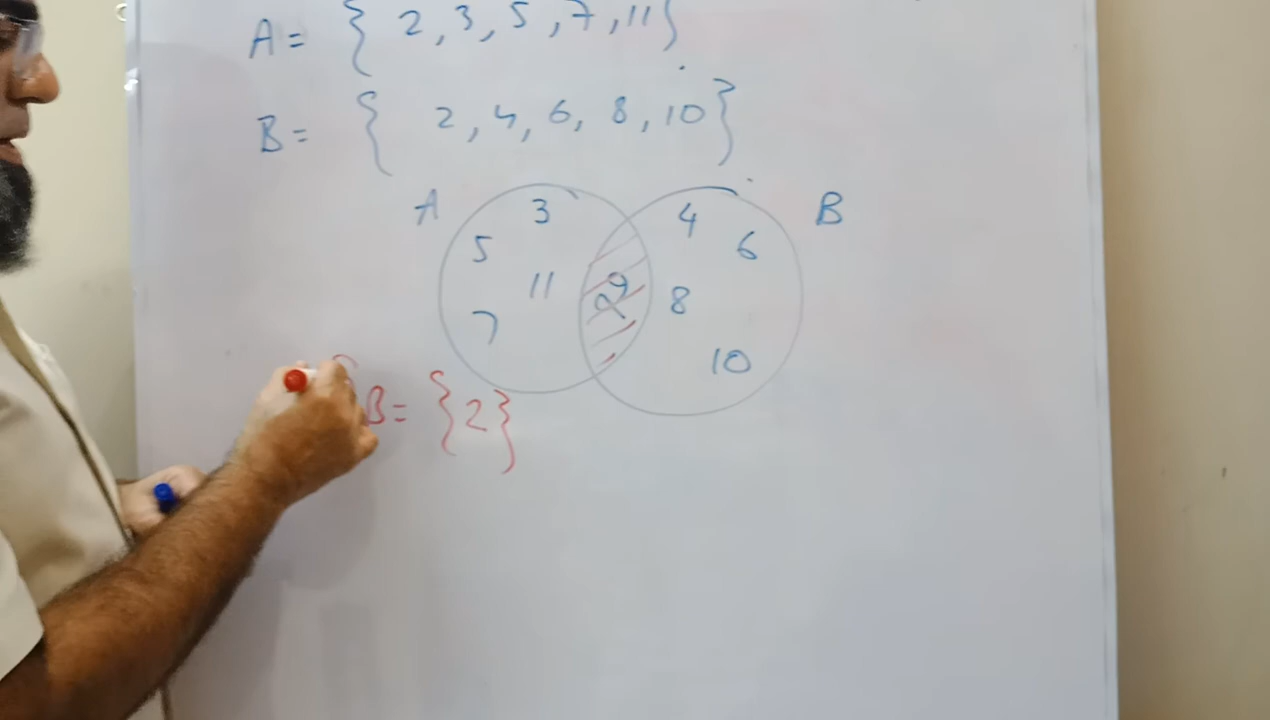 A = { 2, 3, 5, 7, 11}
B = { 2, 4, 6, 8, 10}
A 3 4 B
5 6
11 2 8
7
10
B = {2}